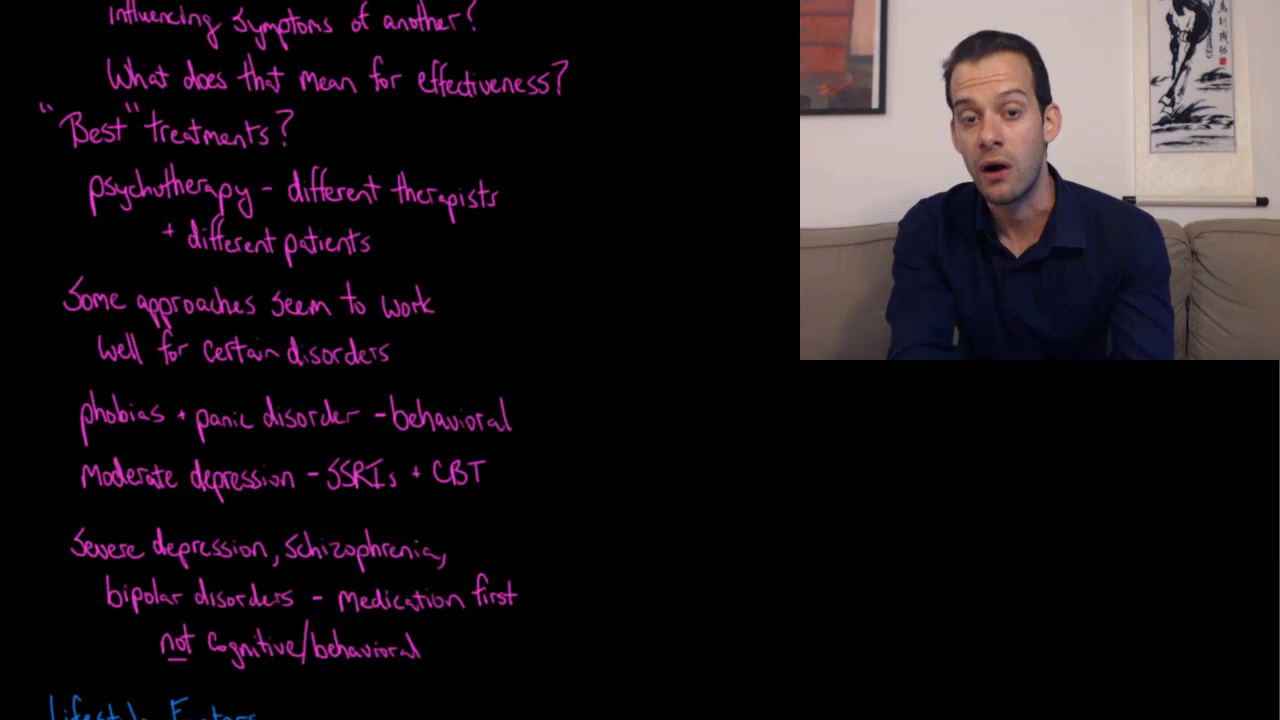 influencing symptoms of another?
What does that mean for effectiveness?
"Best" treatments?
psychotherapy - different therapists
+ different patients
Some approaches seem to work
well for certain disorders
phobias + panic disorder - behavioral
Moderate depression - SSRIs + CBT
Severe depression, schizophrenia,
bipolar disorders - medication first
not cognitive/behavioral
Lifestyle Factors